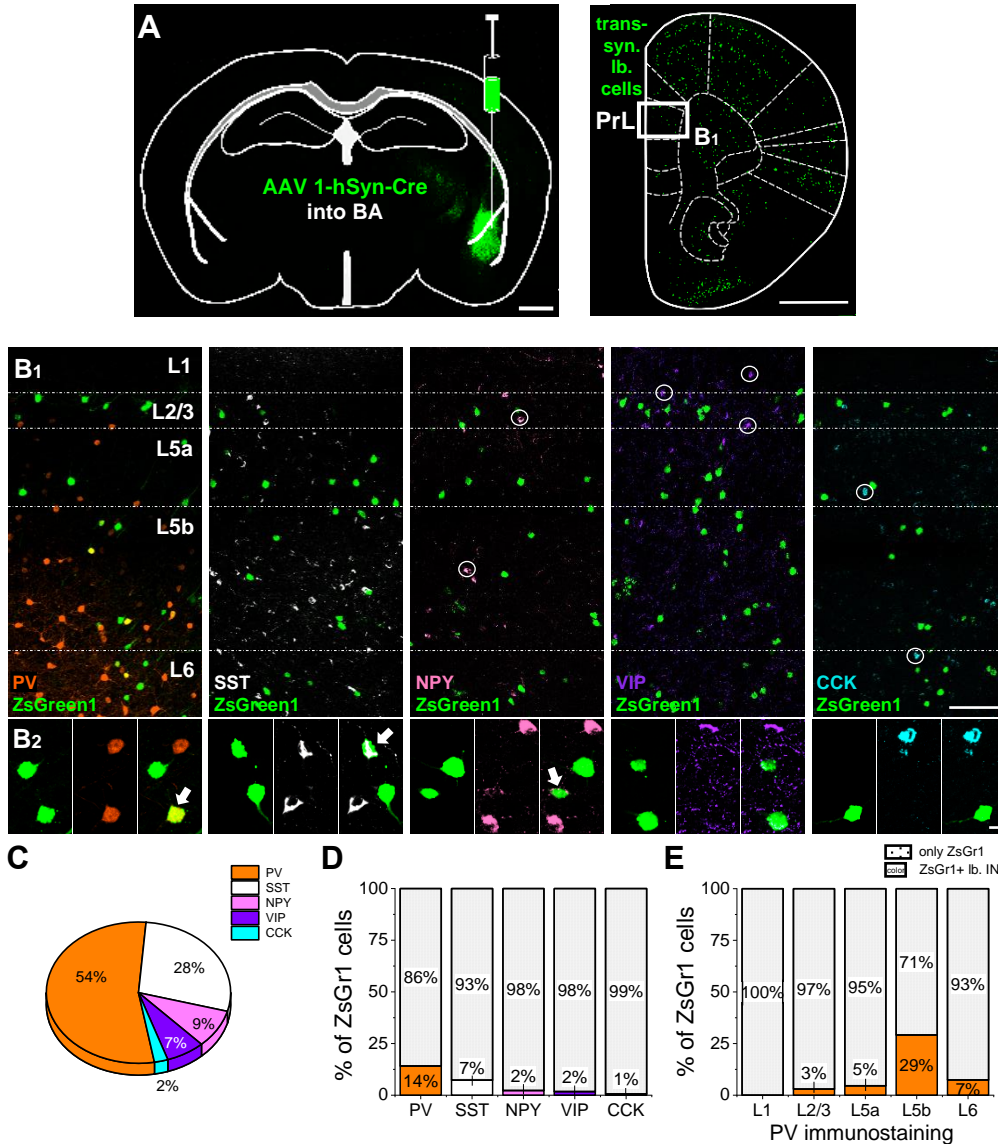 A
AAV 1-hSyn-Cre
into BA
trans-
syn.
lb.
cells
PrL
B1
B1
L1
L2/3
L5a
L5b
L6
PV
ZsGreen1
SST
ZsGreen1
NPY
ZsGreen1
VIP
ZsGreen1
CCK
ZsGreen1
B2
C
PV
SST
NPY
VIP
CCK
54%
28%
9%
7%
2%
D
% of ZsGr1 cells
100
75
50
25
0
86%
93%
98%
98%
99%
14%
7%
2%
2%
1%
PV
SST
NPY
VIP
CCK
E
only ZsGr1
color
ZsGr1+ lb. IN
% of ZsGr1 cells
100
75
50
25
0
100%
97%
95%
71%
93%
3%
5%
29%
7%
L1
L2/3
L5a
L5b
L6
PV immunostaining